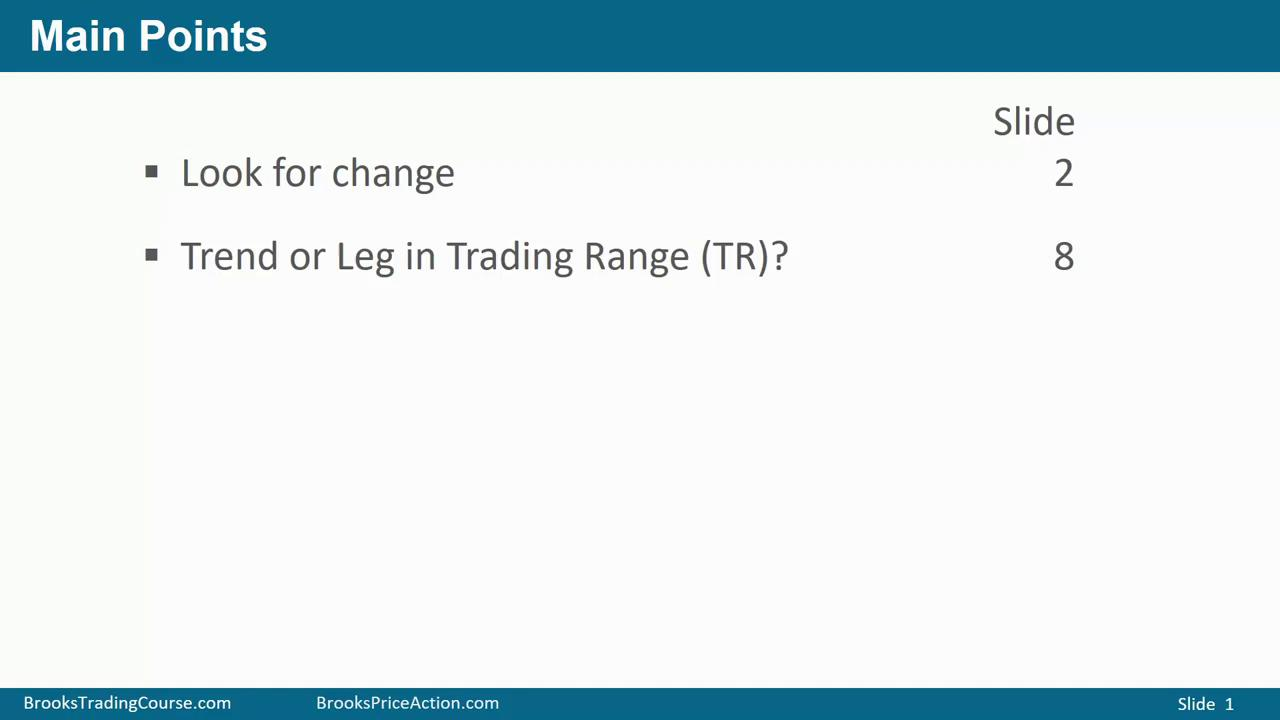 Main Points
Slide
▪ Look for change 2
▪ Trend or Leg in Trading Range (TR)? 8
BrooksTradingCourse.com BrooksPriceAction.com Slide 1